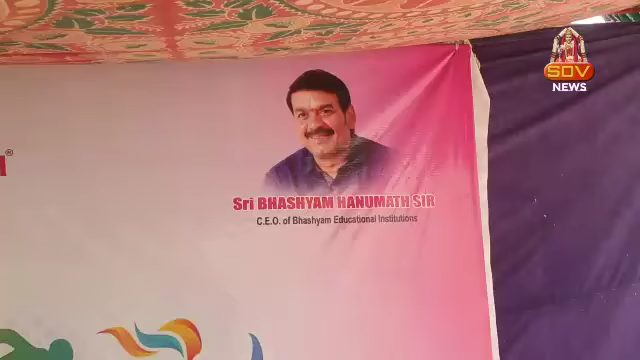 SDV
NEWS
Sri BHASHYAM HANUMATH SIR
C.E.O. of Bhashyam Educational Institutions